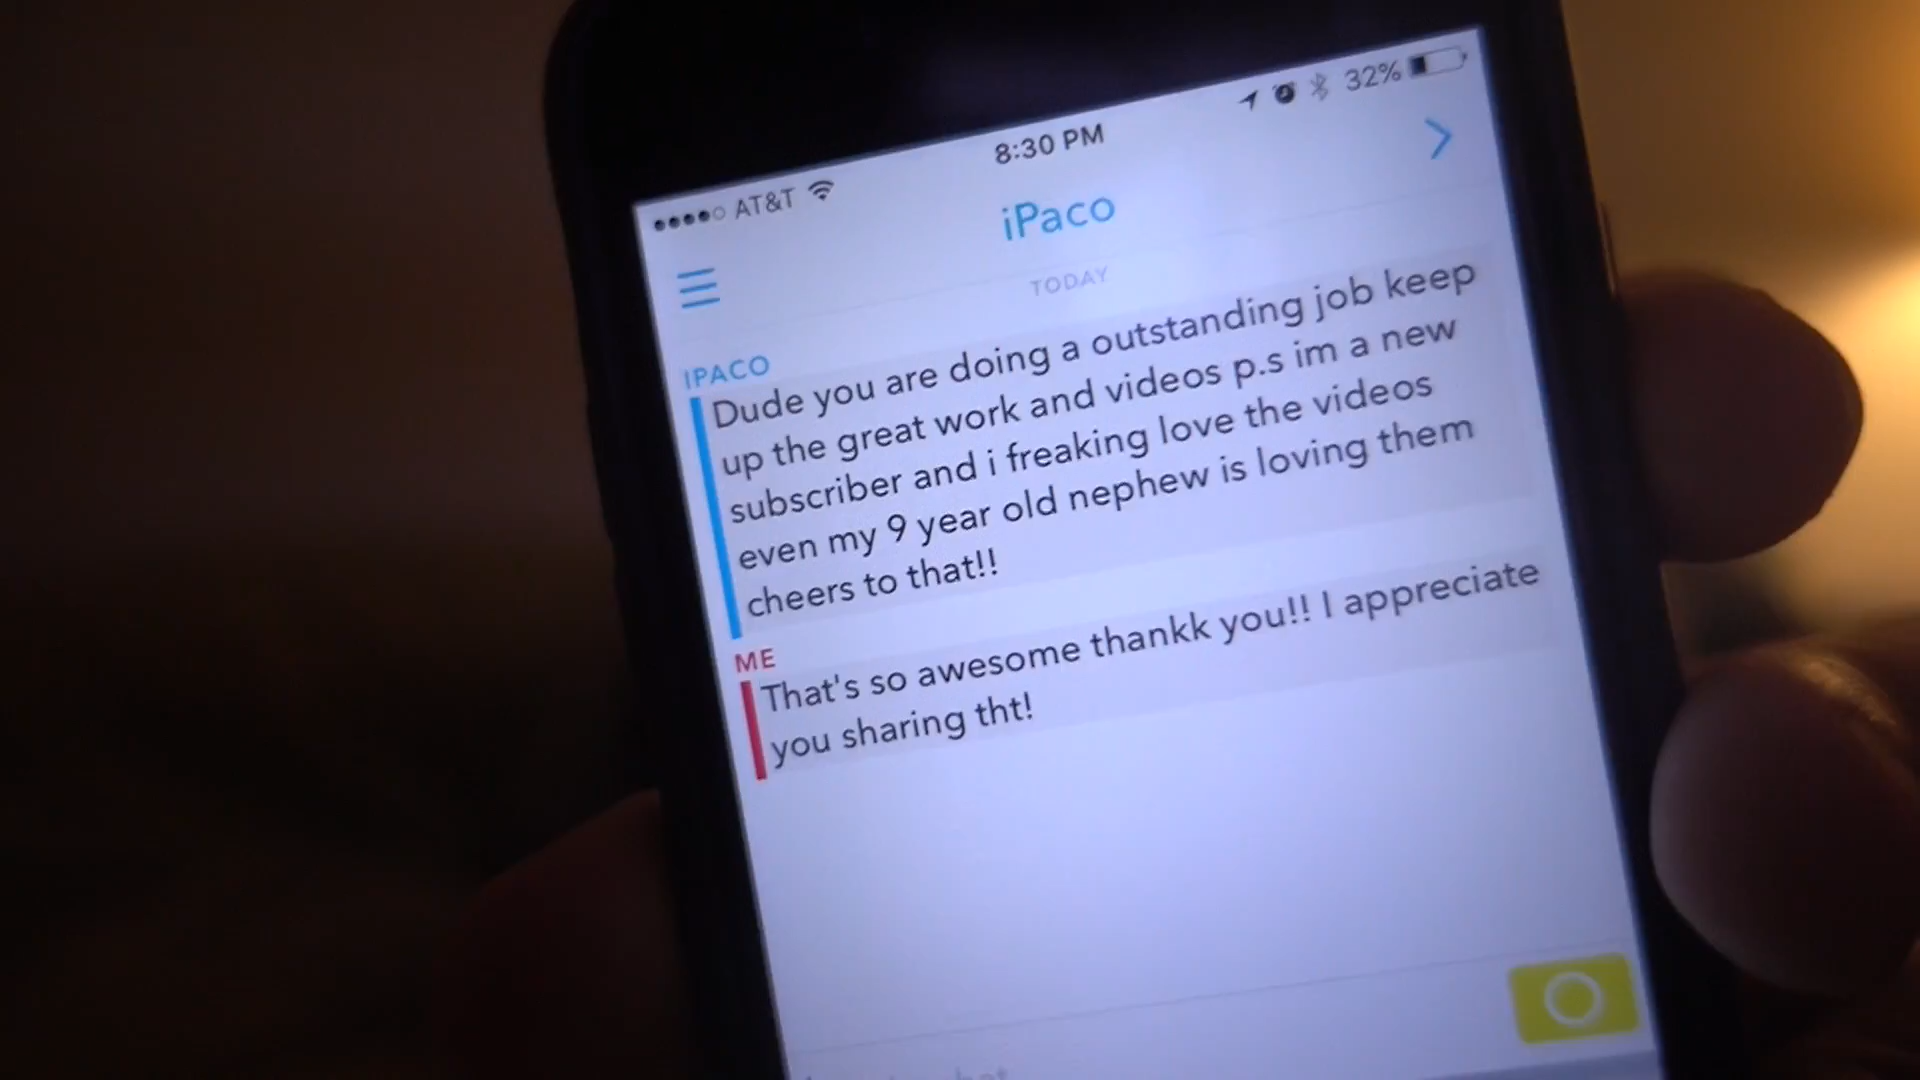 AT&T 8:30 PM 32%
iPaco
TODAY
IPACO
Dude you are doing a outstanding job keep
up the great work and videos p.s im a new
subscriber and i freaking love the videos
even my 9 year old nephew is loving them
cheers to that!!
ME
That's so awesome thankk you!! I appreciate
you sharing tht!